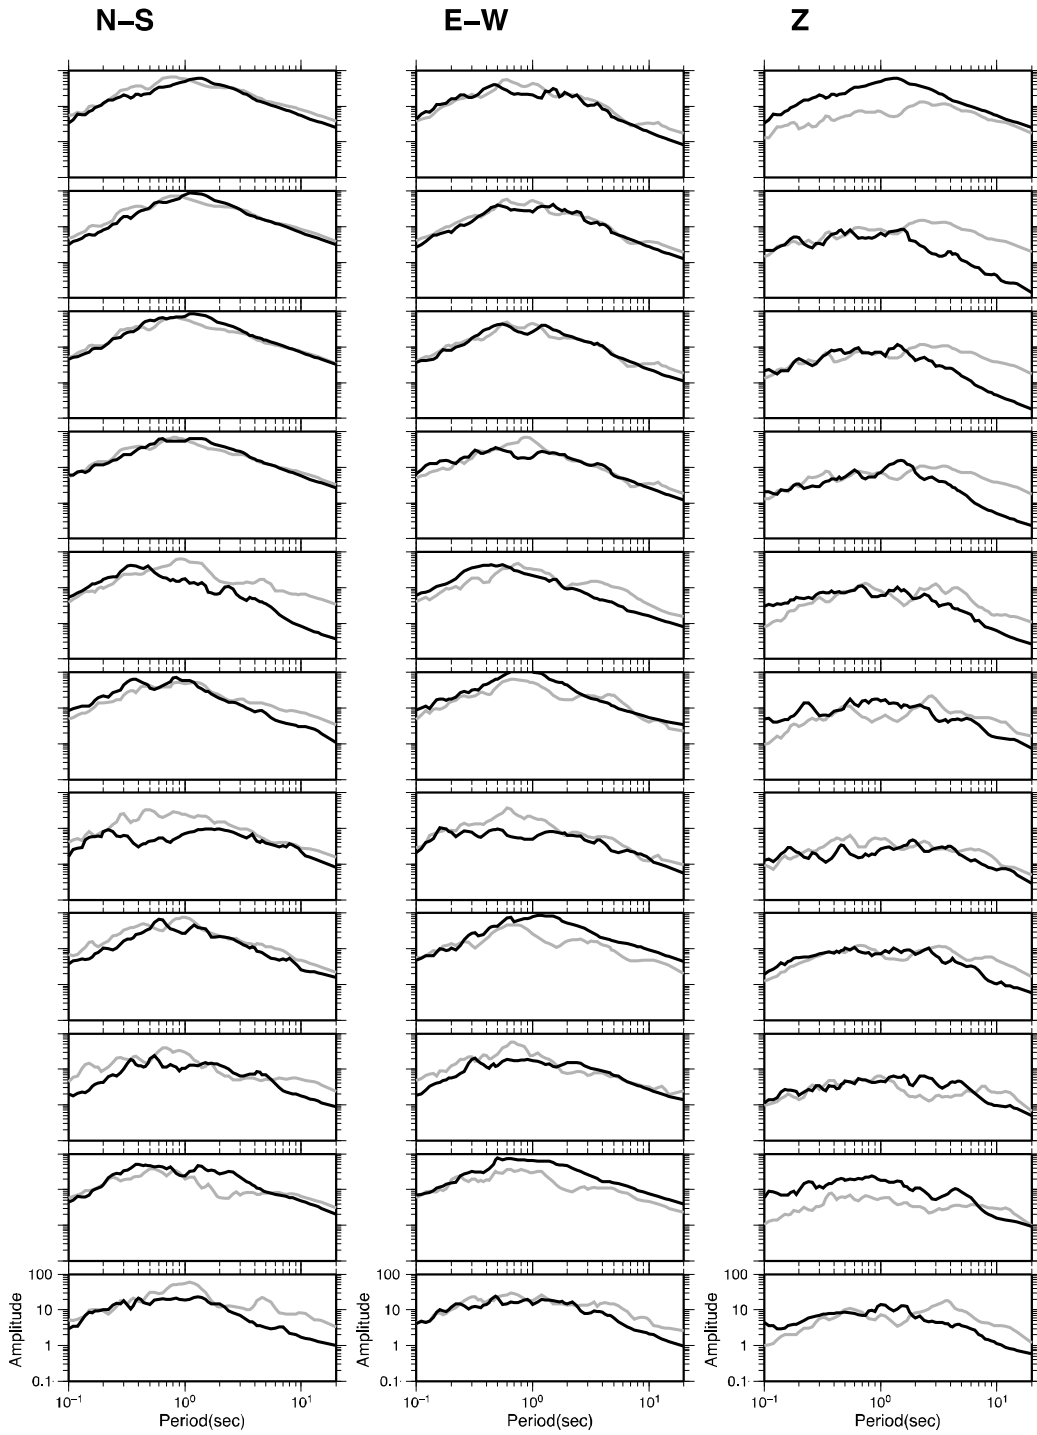 N–S E–W Z
100 100 100
10 10 10
1 1 1
0.1 0.1 0.1
Amplitude Amplitude Amplitude
10⁻¹ 10⁰ 10¹ 10⁻¹ 10⁰ 10¹ 10⁻¹ 10⁰ 10¹
Period(sec) Period(sec) Period(sec)